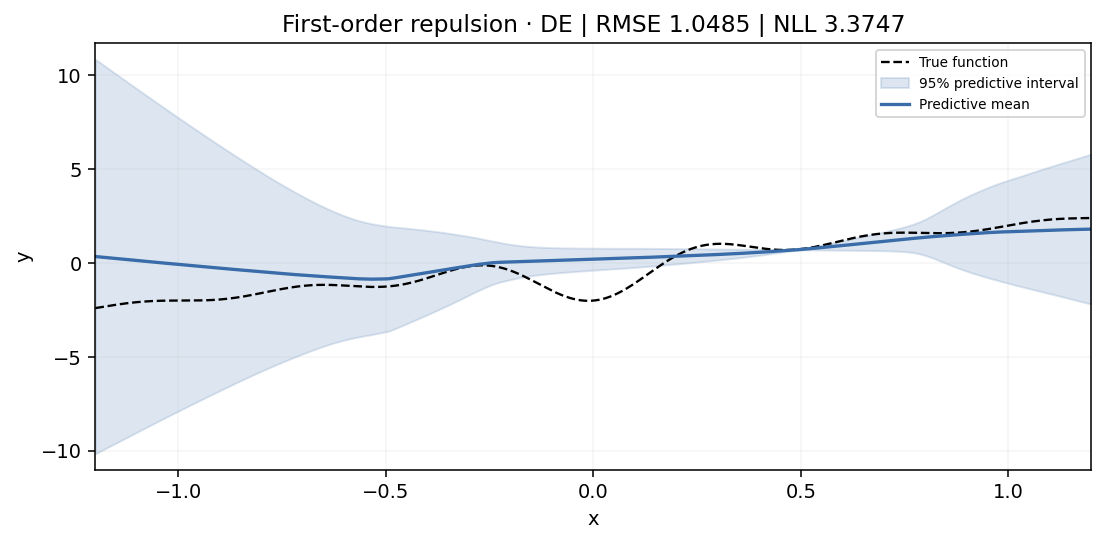 First-order repulsion · DE | RMSE 1.0485 | NLL 3.3747
True function
95% predictive interval
Predictive mean
10
5
0
−5
−10
y
−1.0
−0.5
0.0
0.5
1.0
x